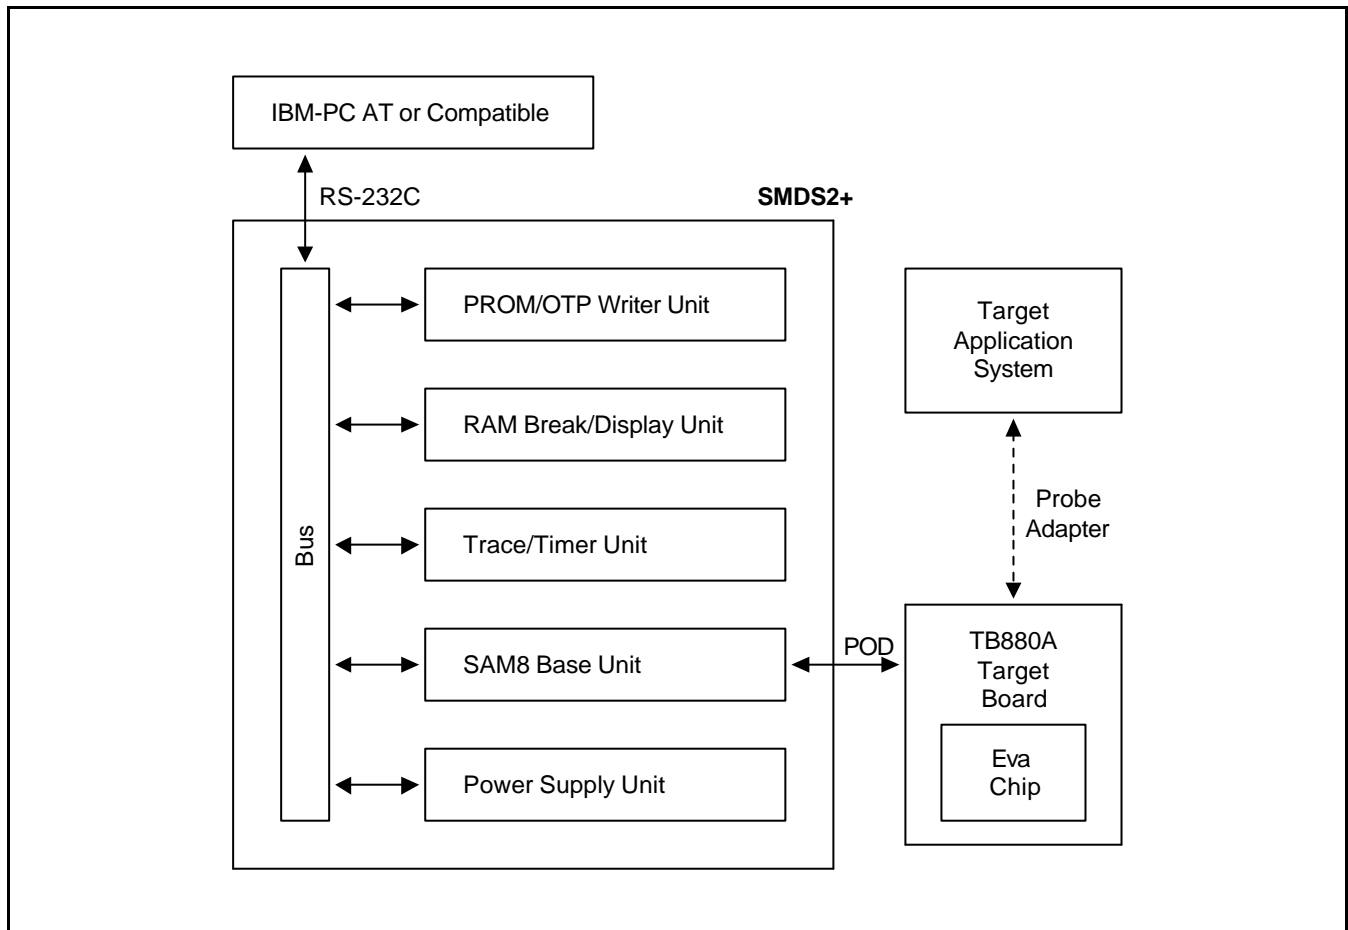 IBM-PC AT or Compatible
RS-232C
SMDS2+
Bus
PROM/OTP Writer Unit
RAM Break/Display Unit
Trace/Timer Unit
SAM8 Base Unit
Power Supply Unit
POD
Target
Application
System
Probe
Adapter
TB880A
Target
Board
Eva
Chip